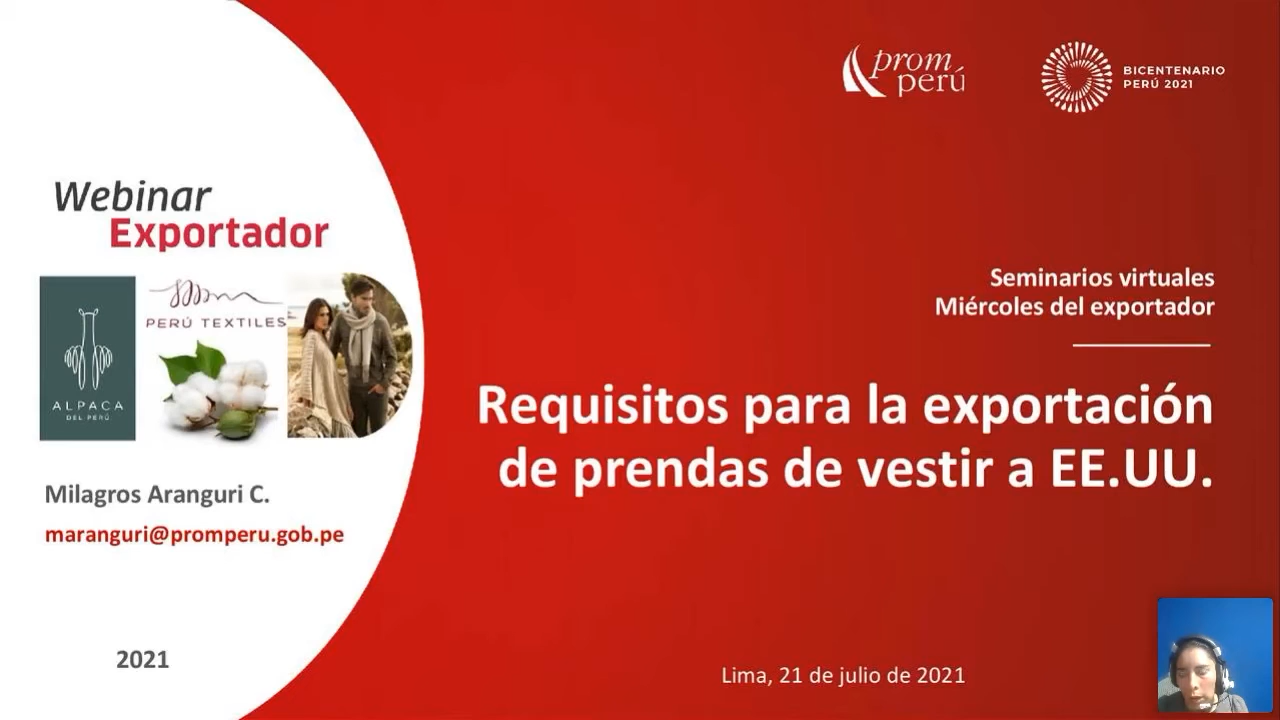 prom
perú
BICENTENARIO
PERÚ 2021
Webinar
Exportador
ALPACA
DEL PERÚ
PERÚ TEXTILES
Milagros Aranguri C.
maranguri@promperu.gob.pe
2021
Seminarios virtuales
Miércoles del exportador
Requisitos para la exportación
de prendas de vestir a EE.UU.
Lima, 21 de julio de 2021